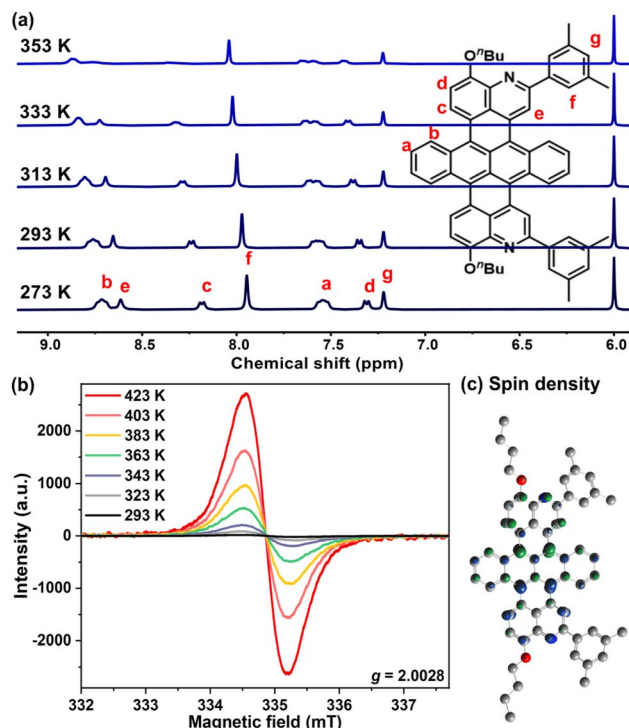 (a)
g
353 K
OⁿBu
N
d
f
333 K
c
e
b
a
313 K
293 K
N
f
OⁿBu
273 K
b
e
c
a
d
g
9.0 8.5 8.0 7.5 7.0 6.5 6.0
Chemical shift (ppm)
(b)
(c) Spin density
423 K
403 K
383 K
363 K
343 K
323 K
293 K
2000
1000
0
-1000
-2000
Intensity (a.u.)
g = 2.0028
332 333 334 335 336 337
Magnetic field (mT)